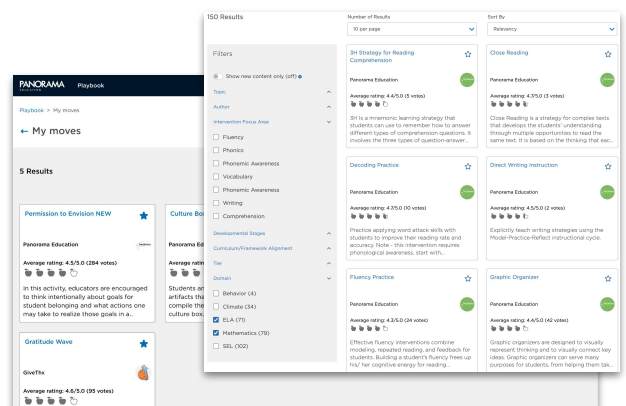 PANORAMA
EDUCATION
Playbook
Playbook > My moves
← My moves
5 Results
Permission to Envision NEW
Panorama Education
Average rating: 4.5/5.0 (284 votes)
In this activity, educators are encouraged
to think intentionally about goals for
student belonging and what actions one
may take to realize those goals in a...
Culture Bo
Panorama Ed
Average ratin
Students an
artifacts tha
compile the
culture box.
Gratitude Wave
GiveThx
Average rating: 4.6/5.0 (95 votes)
150 Results
Number of Results
10 per page
Sort By
Relevancy
Filters
Show new content only (off)
Topic
Author
Intervention Focus Area
Fluency
Phonics
Phonemic Awareness
Vocabulary
Phonemic Awareness
Writing
Comprehension
Developmental Stages
Curriculum/Framework Alignment
Tier
Domain
Behavior (4)
Climate (34)
ELA (71)
Mathematics (79)
SEL (102)
3H Strategy for Reading
Comprehension
Panorama Education
Average rating: 4.4/5.0 (5 votes)
3H is a mnemonic learning strategy that
students can use to remember how to answer
different types of comprehension questions. It
involves the three types of question-answer...
Close Reading
Panorama Education
Average rating: 4.7/5.0 (3 votes)
Close Reading is a strategy for complex texts
that develops the students' understanding
through multiple opportunities to read the
same text. It is based on the thinking that eac...
Decoding Practice
Panorama Education
Average rating: 4.7/5.0 (10 votes)
Practice applying word attack skills with
students to improve their reading rate and
accuracy. Note - this intervention requires
phonological awareness, start with...
Direct Writing Instruction
Panorama Education
Average rating: 4.5/5.0 (2 votes)
Explicitly teach writing strategies using the
Model-Practice-Reflect instructional cycle.
Fluency Practice
Panorama Education
Average rating: 4.3/5.0 (24 votes)
Effective fluency interventions combine
modeling, repeated reading, and feedback for
students. Building a student's fluency frees up
his/ her cognitive energy for reading...
Graphic Organizer
Panorama Education
Average rating: 4.4/5.0 (42 votes)
Graphic organizers are designed to visually
represent thinking and to visually connect key
ideas. Graphic organizers can serve many
purposes for students, from helping them tak...